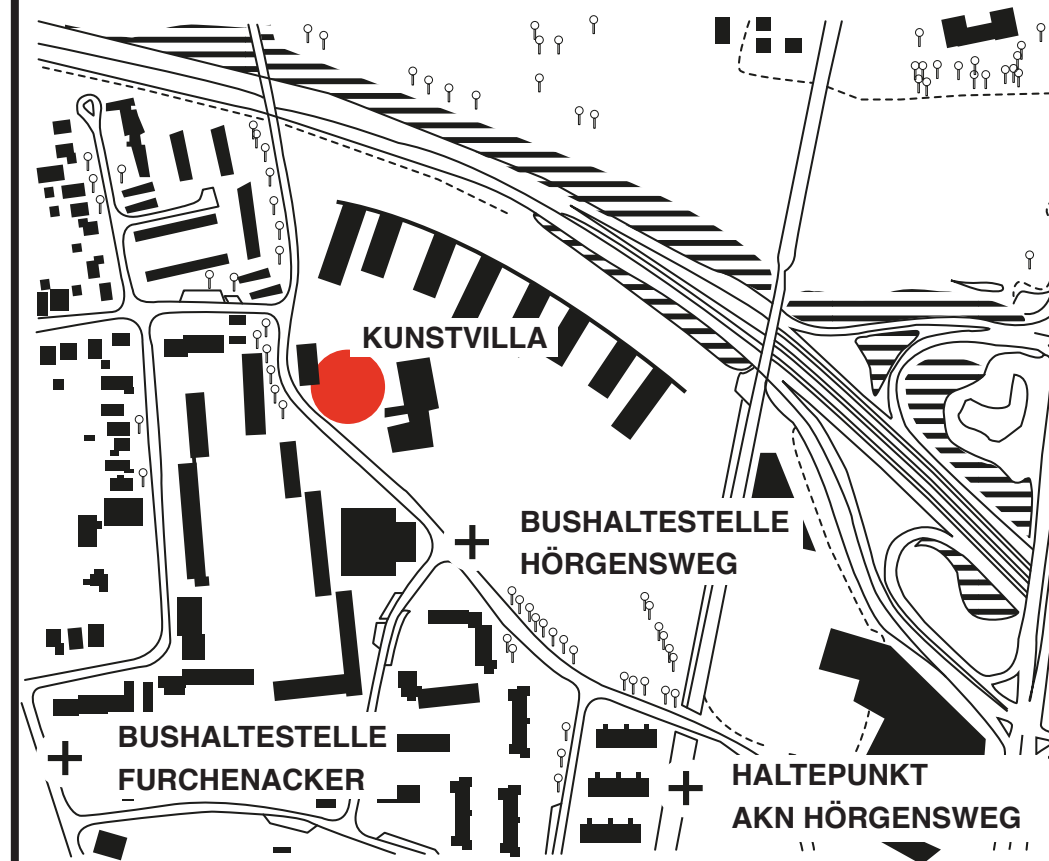 KUNSTVILLA
BUSHALTESTELLE
HÖRGENSWEG
BUSHALTESTELLE
FURCHENACKER
HALTEPUNKT
AKN HÖRGENSWEG